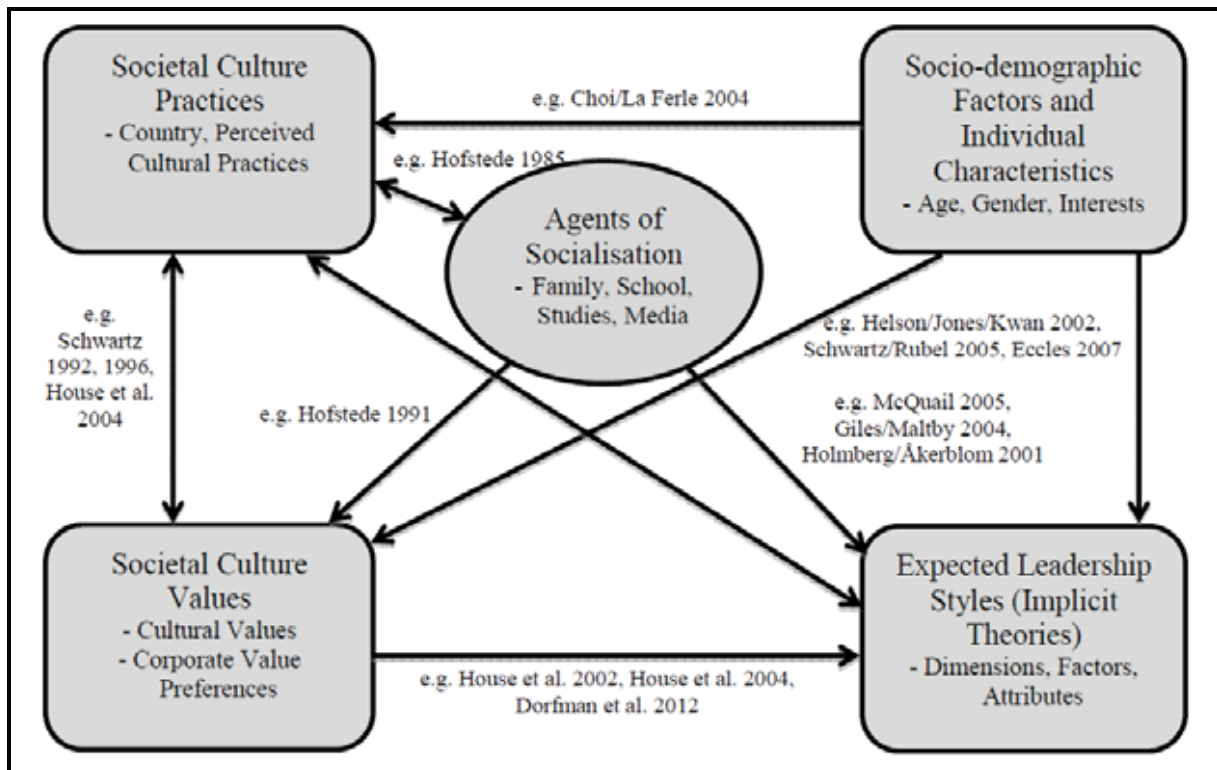 Societal Culture
Practices
- Country, Perceived
Cultural Practices
e.g. Choi/La Ferle 2004
Socio-demographic
Factors and
Individual
Characteristics
- Age, Gender, Interests
e.g. Hofstede 1985
Agents of
Socialisation
- Family, School,
Studies, Media
e.g.
Schwartz
1992, 1996,
House et al.
2004
e.g. Hofstede 1991
e.g. Helson/Jones/Kwan 2002,
Schwartz/Rubel 2005, Eccles 2007
e.g. McQuail 2005,
Giles/Maltby 2004,
Holmberg/Åkerblom 2001
Societal Culture
Values
- Cultural Values
- Corporate Value
Preferences
e.g. House et al. 2002, House et al. 2004,
Dorfman et al. 2012
Expected Leadership
Styles (Implicit
Theories)
- Dimensions, Factors,
Attributes